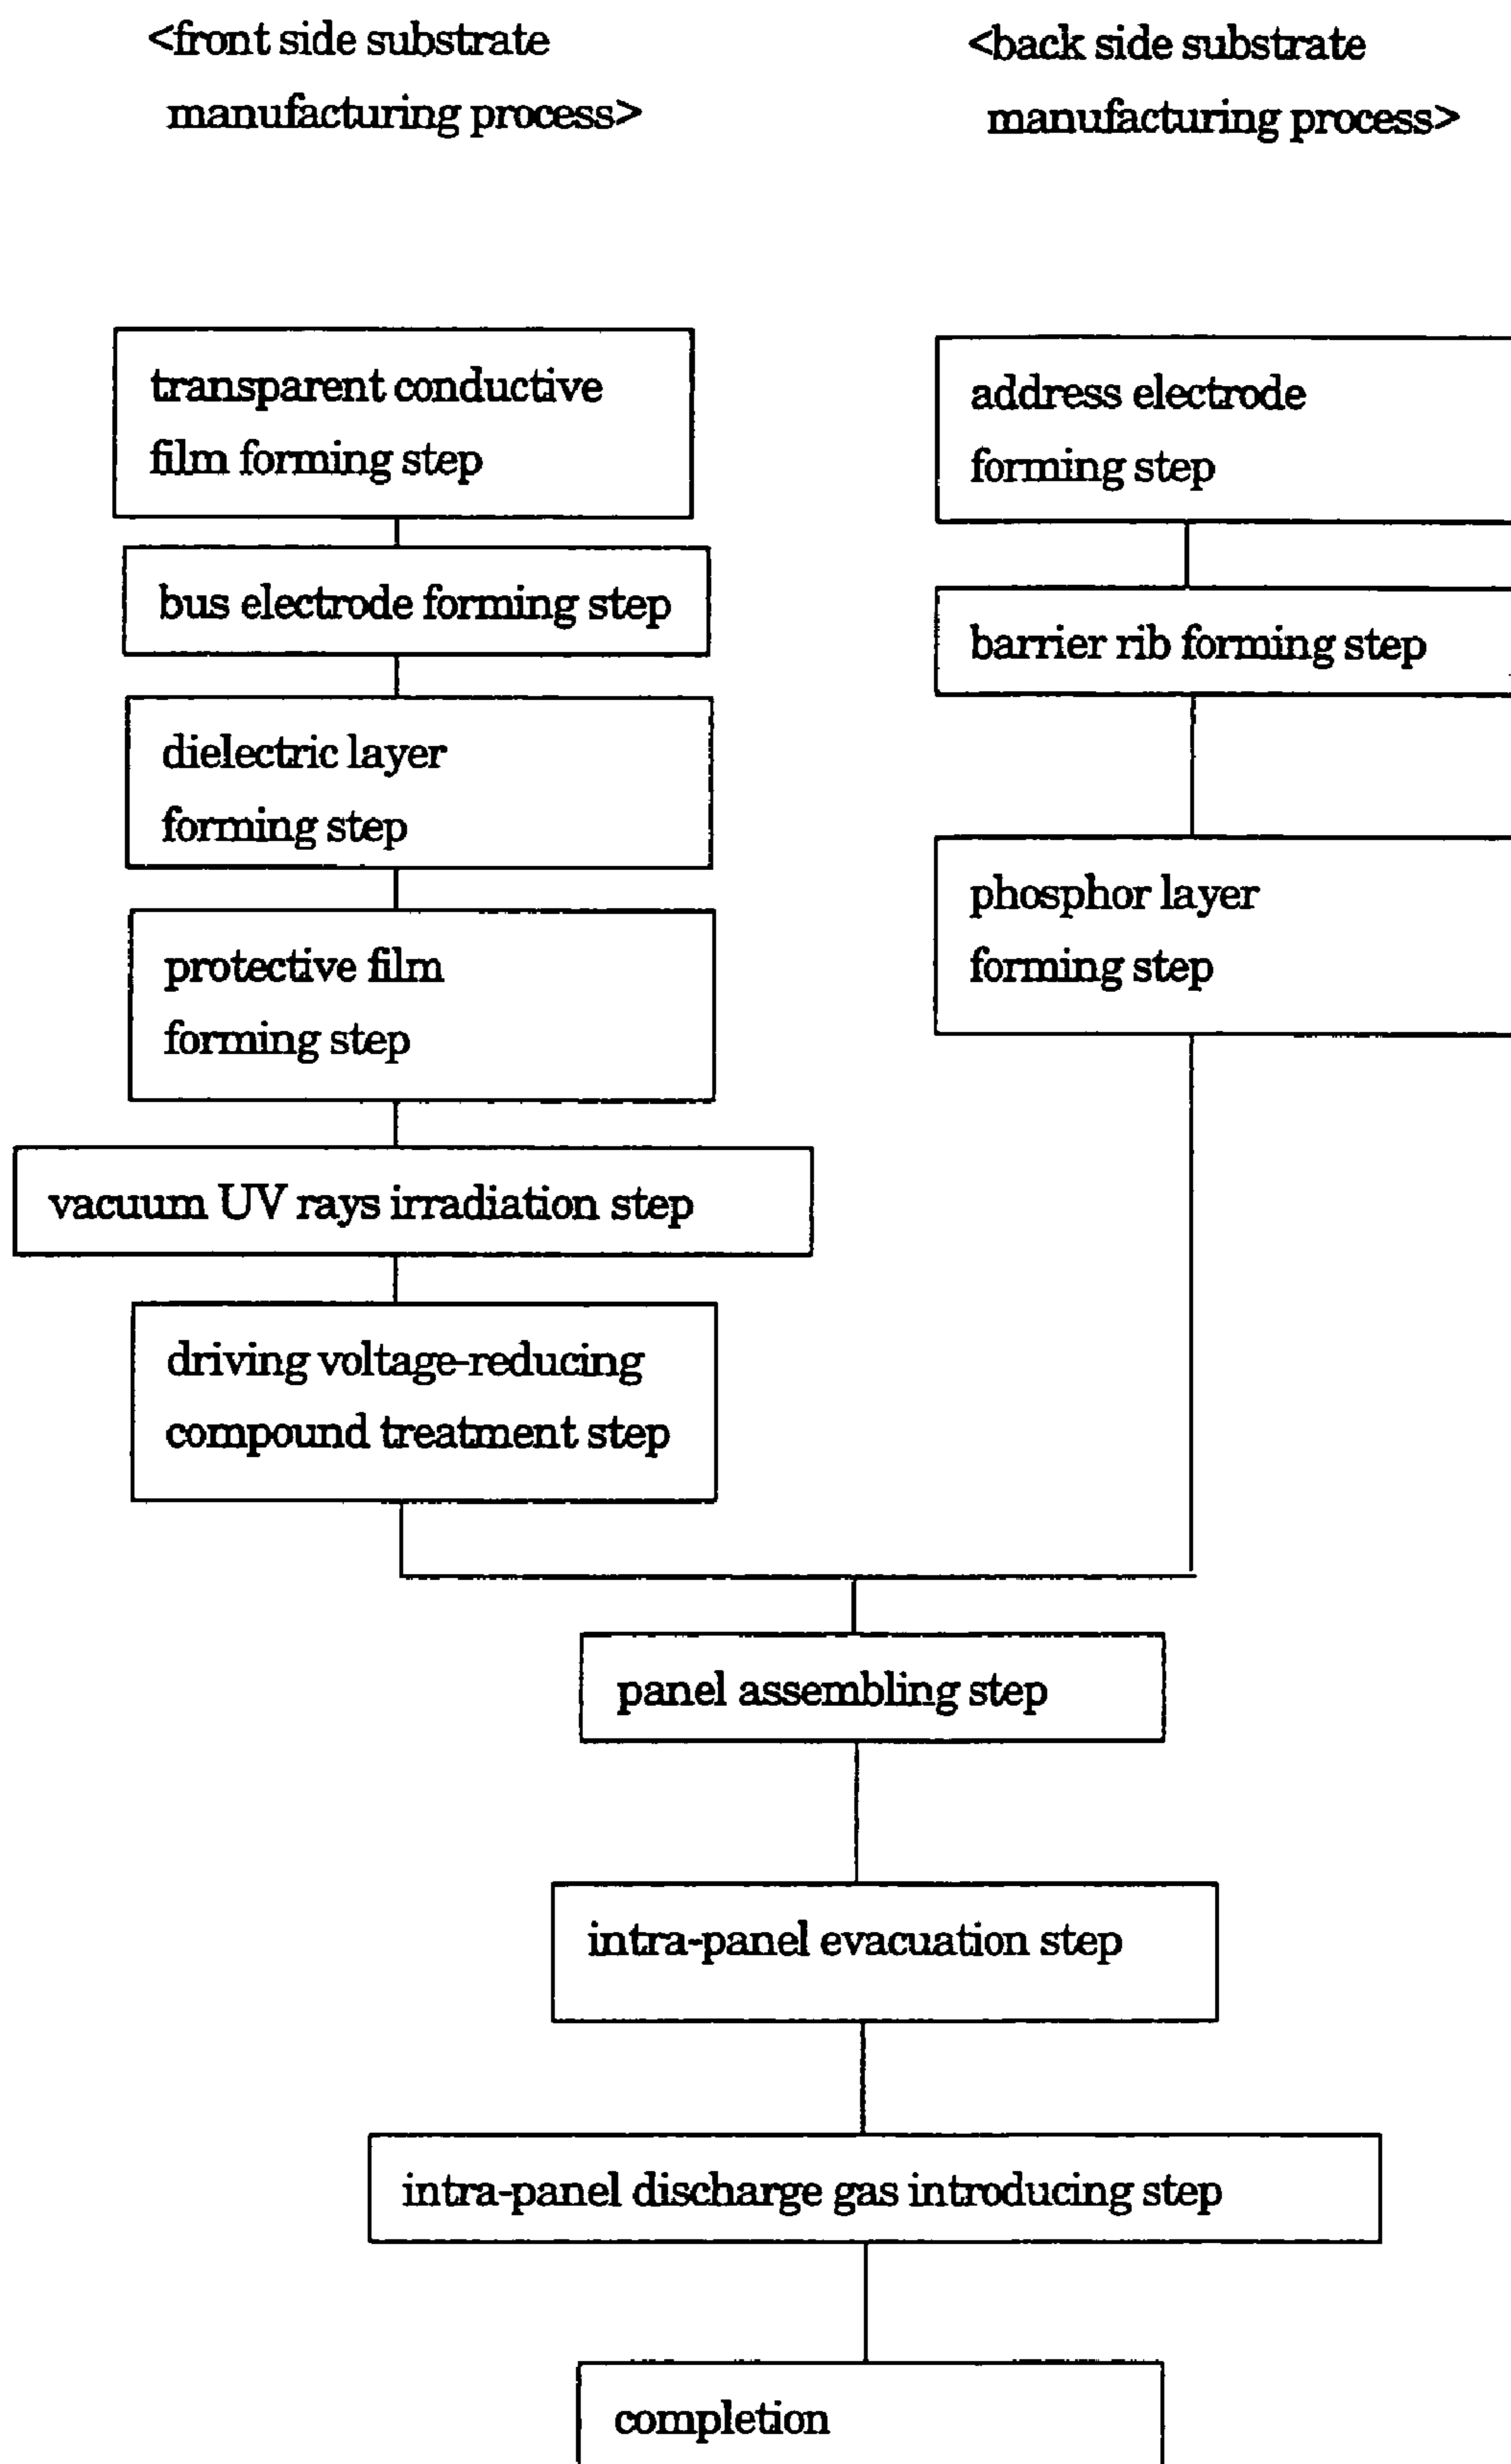 <front side substrate
manufacturing process>
<back side substrate
manufacturing process>
transparent conductive
film forming step
bus electrode forming step
dielectric layer
forming step
protective film
forming step
vacuum UV rays irradiation step
driving voltage-reducing
compound treatment step
address electrode
forming step
barrier rib forming step
phosphor layer
forming step
panel assembling step
intra-panel evacuation step
intra-panel discharge gas introducing step
completion